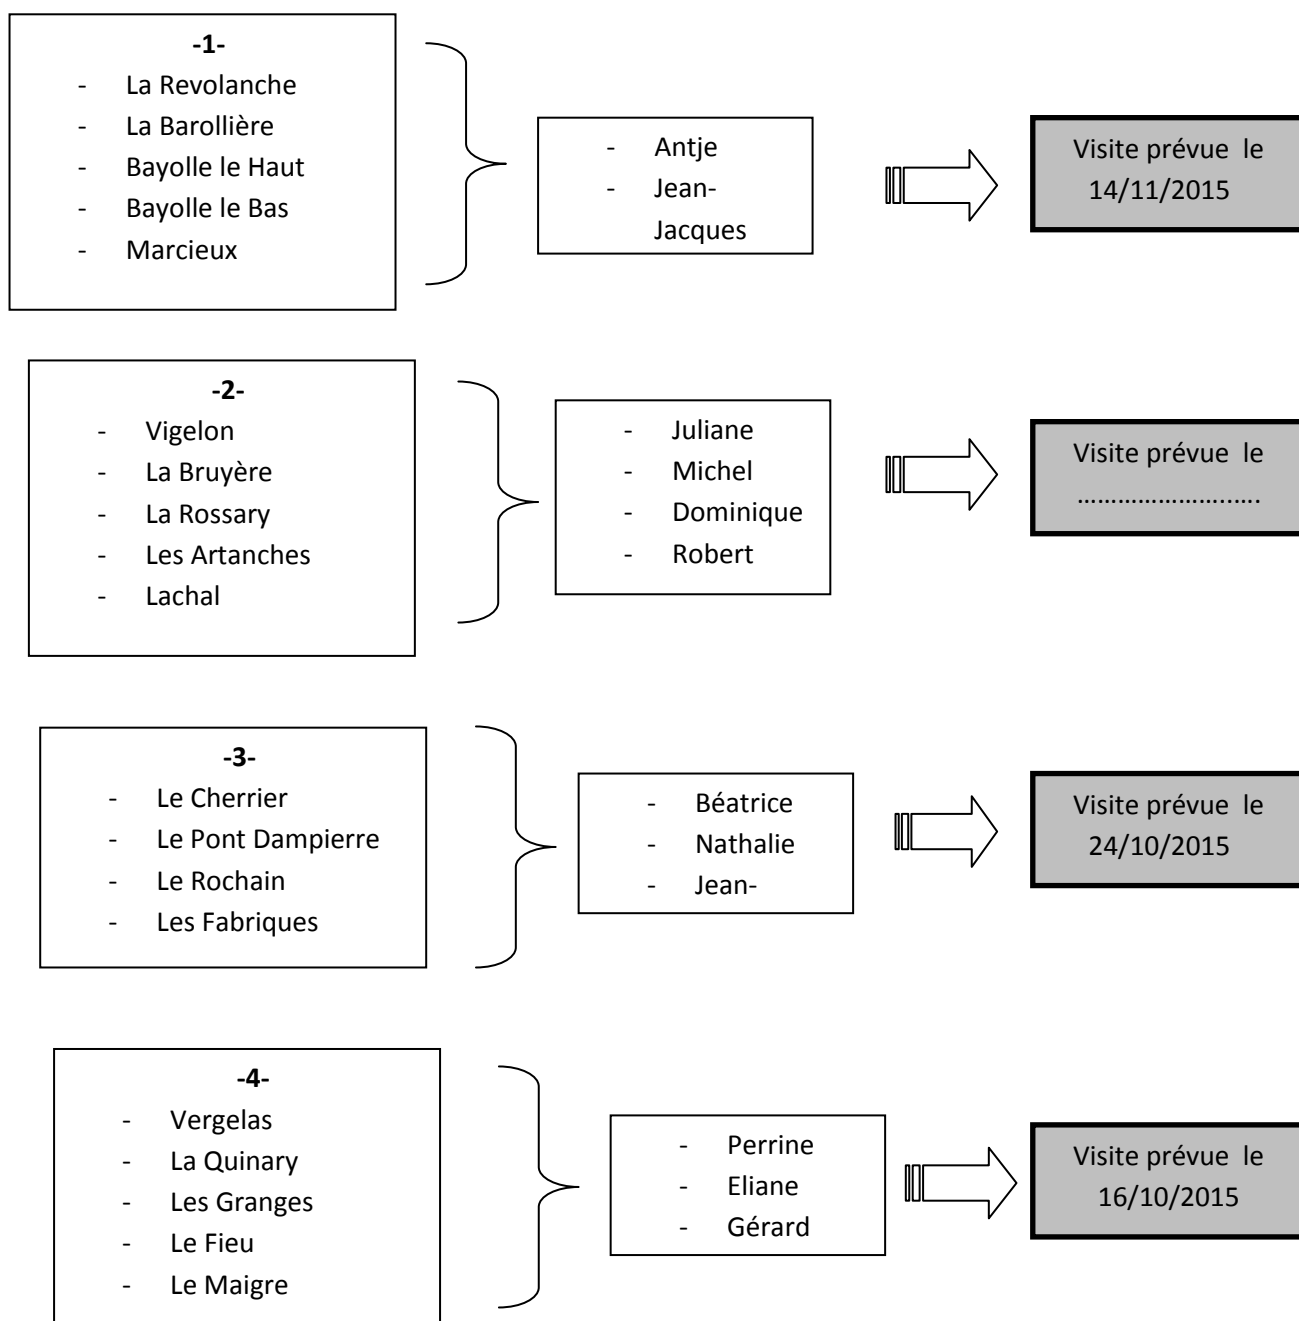 -1-
- La Revolanche
- La Barollière
- Bayolle le Haut
- Bayolle le Bas
- Marcieux
- Antje
- Jean-
Jacques
Visite prévue le
14/11/2015
-2-
- Vigelon
- La Bruyère
- La Rossary
- Les Artanches
- Lachal
- Juliane
- Michel
- Dominique
- Robert
Visite prévue le
……………………..….
-3-
- Le Cherrier
- Le Pont Dampierre
- Le Rochain
- Les Fabriques
- Béatrice
- Nathalie
- Jean-
Visite prévue le
24/10/2015
-4-
- Vergelas
- La Quinary
- Les Granges
- Le Fieu
- Le Maigre
- Perrine
- Eliane
- Gérard
Visite prévue le
16/10/2015